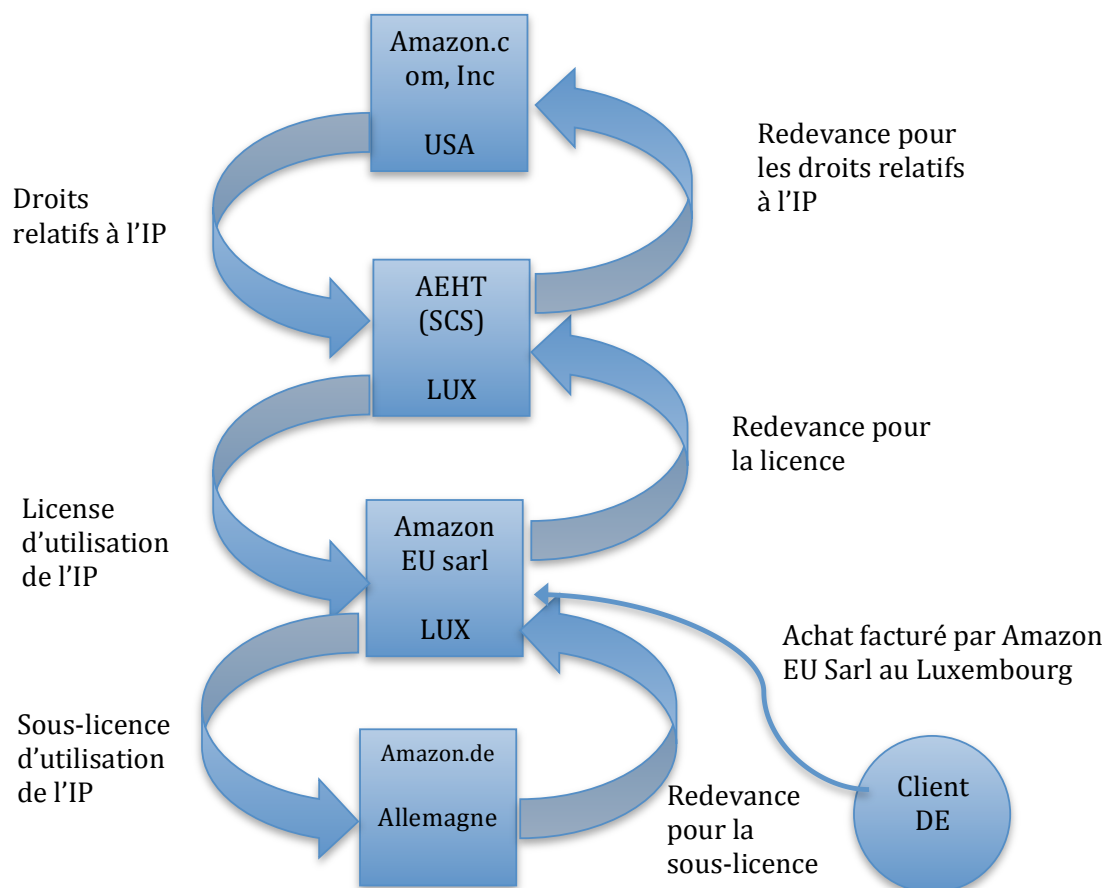 Amazon.c
om, Inc
USA
Redevance pour
les droits relatifs
à l’IP
Droits
relatifs à l’IP
AEHT
(SCS)
LUX
Redevance pour
la licence
License
d’utilisation
de l’IP
Amazon
EU sarl
LUX
Achat facturé par Amazon
EU Sarl au Luxembourg
Sous-licence
d’utilisation
de l’IP
Amazon.de
Allemagne
Redevance
pour la
sous-licence
Client
DE